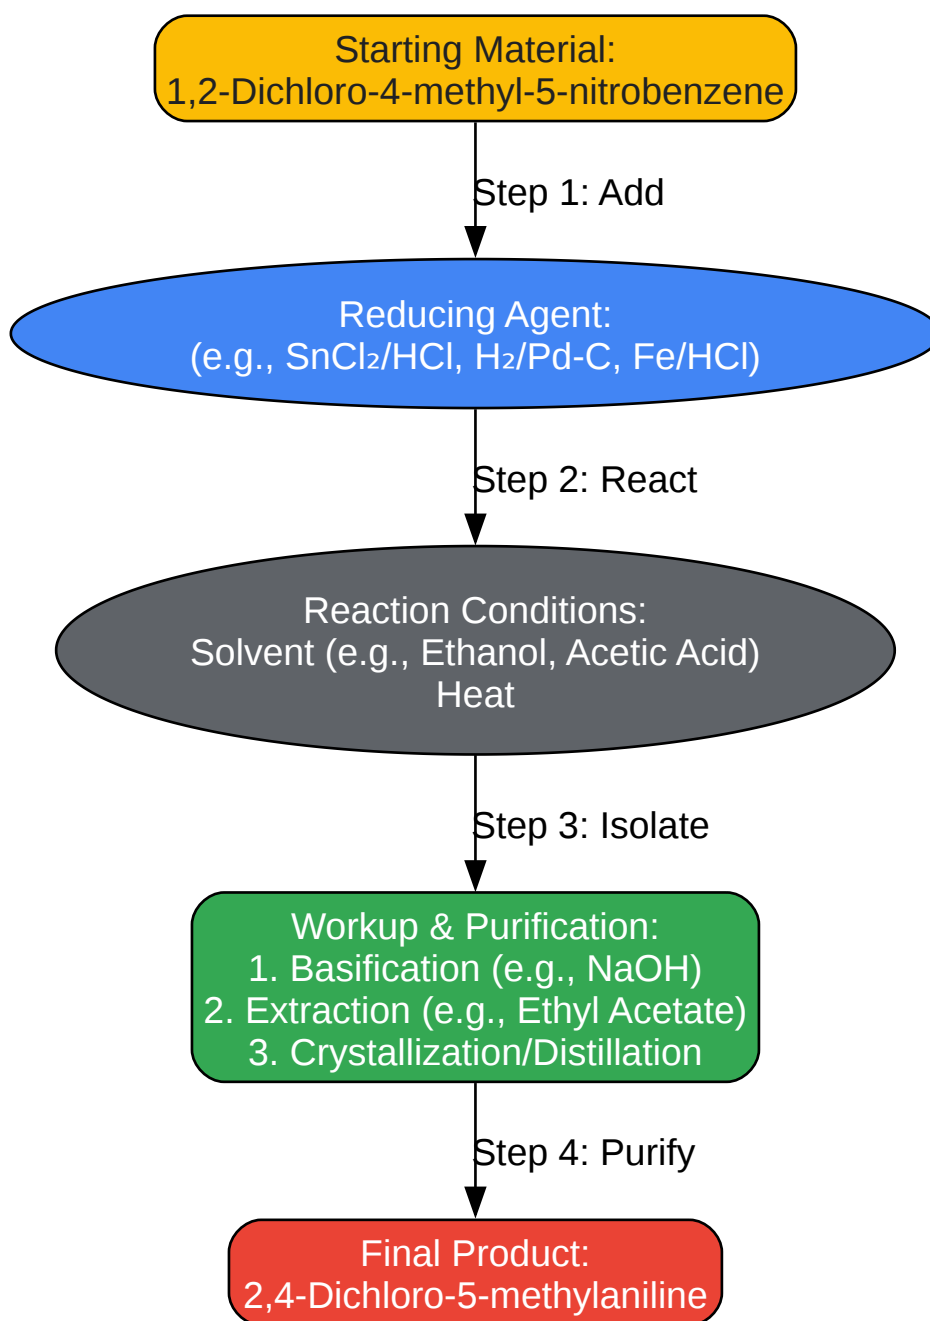 Starting Material:
1,2-Dichloro-4-methyl-5-nitrobenzene
Step 1: Add
Reducing Agent:
(e.g., SnCl₂/HCl, H₂/Pd-C, Fe/HCl)
Step 2: React
Reaction Conditions:
Solvent (e.g., Ethanol, Acetic Acid)
Heat
Step 3: Isolate
Workup & Purification:
1. Basification (e.g., NaOH)
2. Extraction (e.g., Ethyl Acetate)
3. Crystallization/Distillation
Step 4: Purify
Final Product:
2,4-Dichloro-5-methylaniline